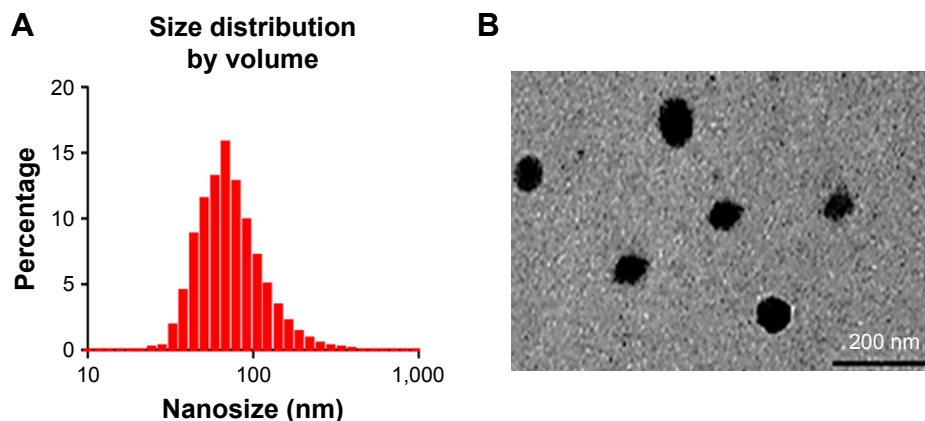 A
Size distribution
by volume
20
15
10
5
0
Percentage
10
100
1,000
Nanosize (nm)
B
200 nm